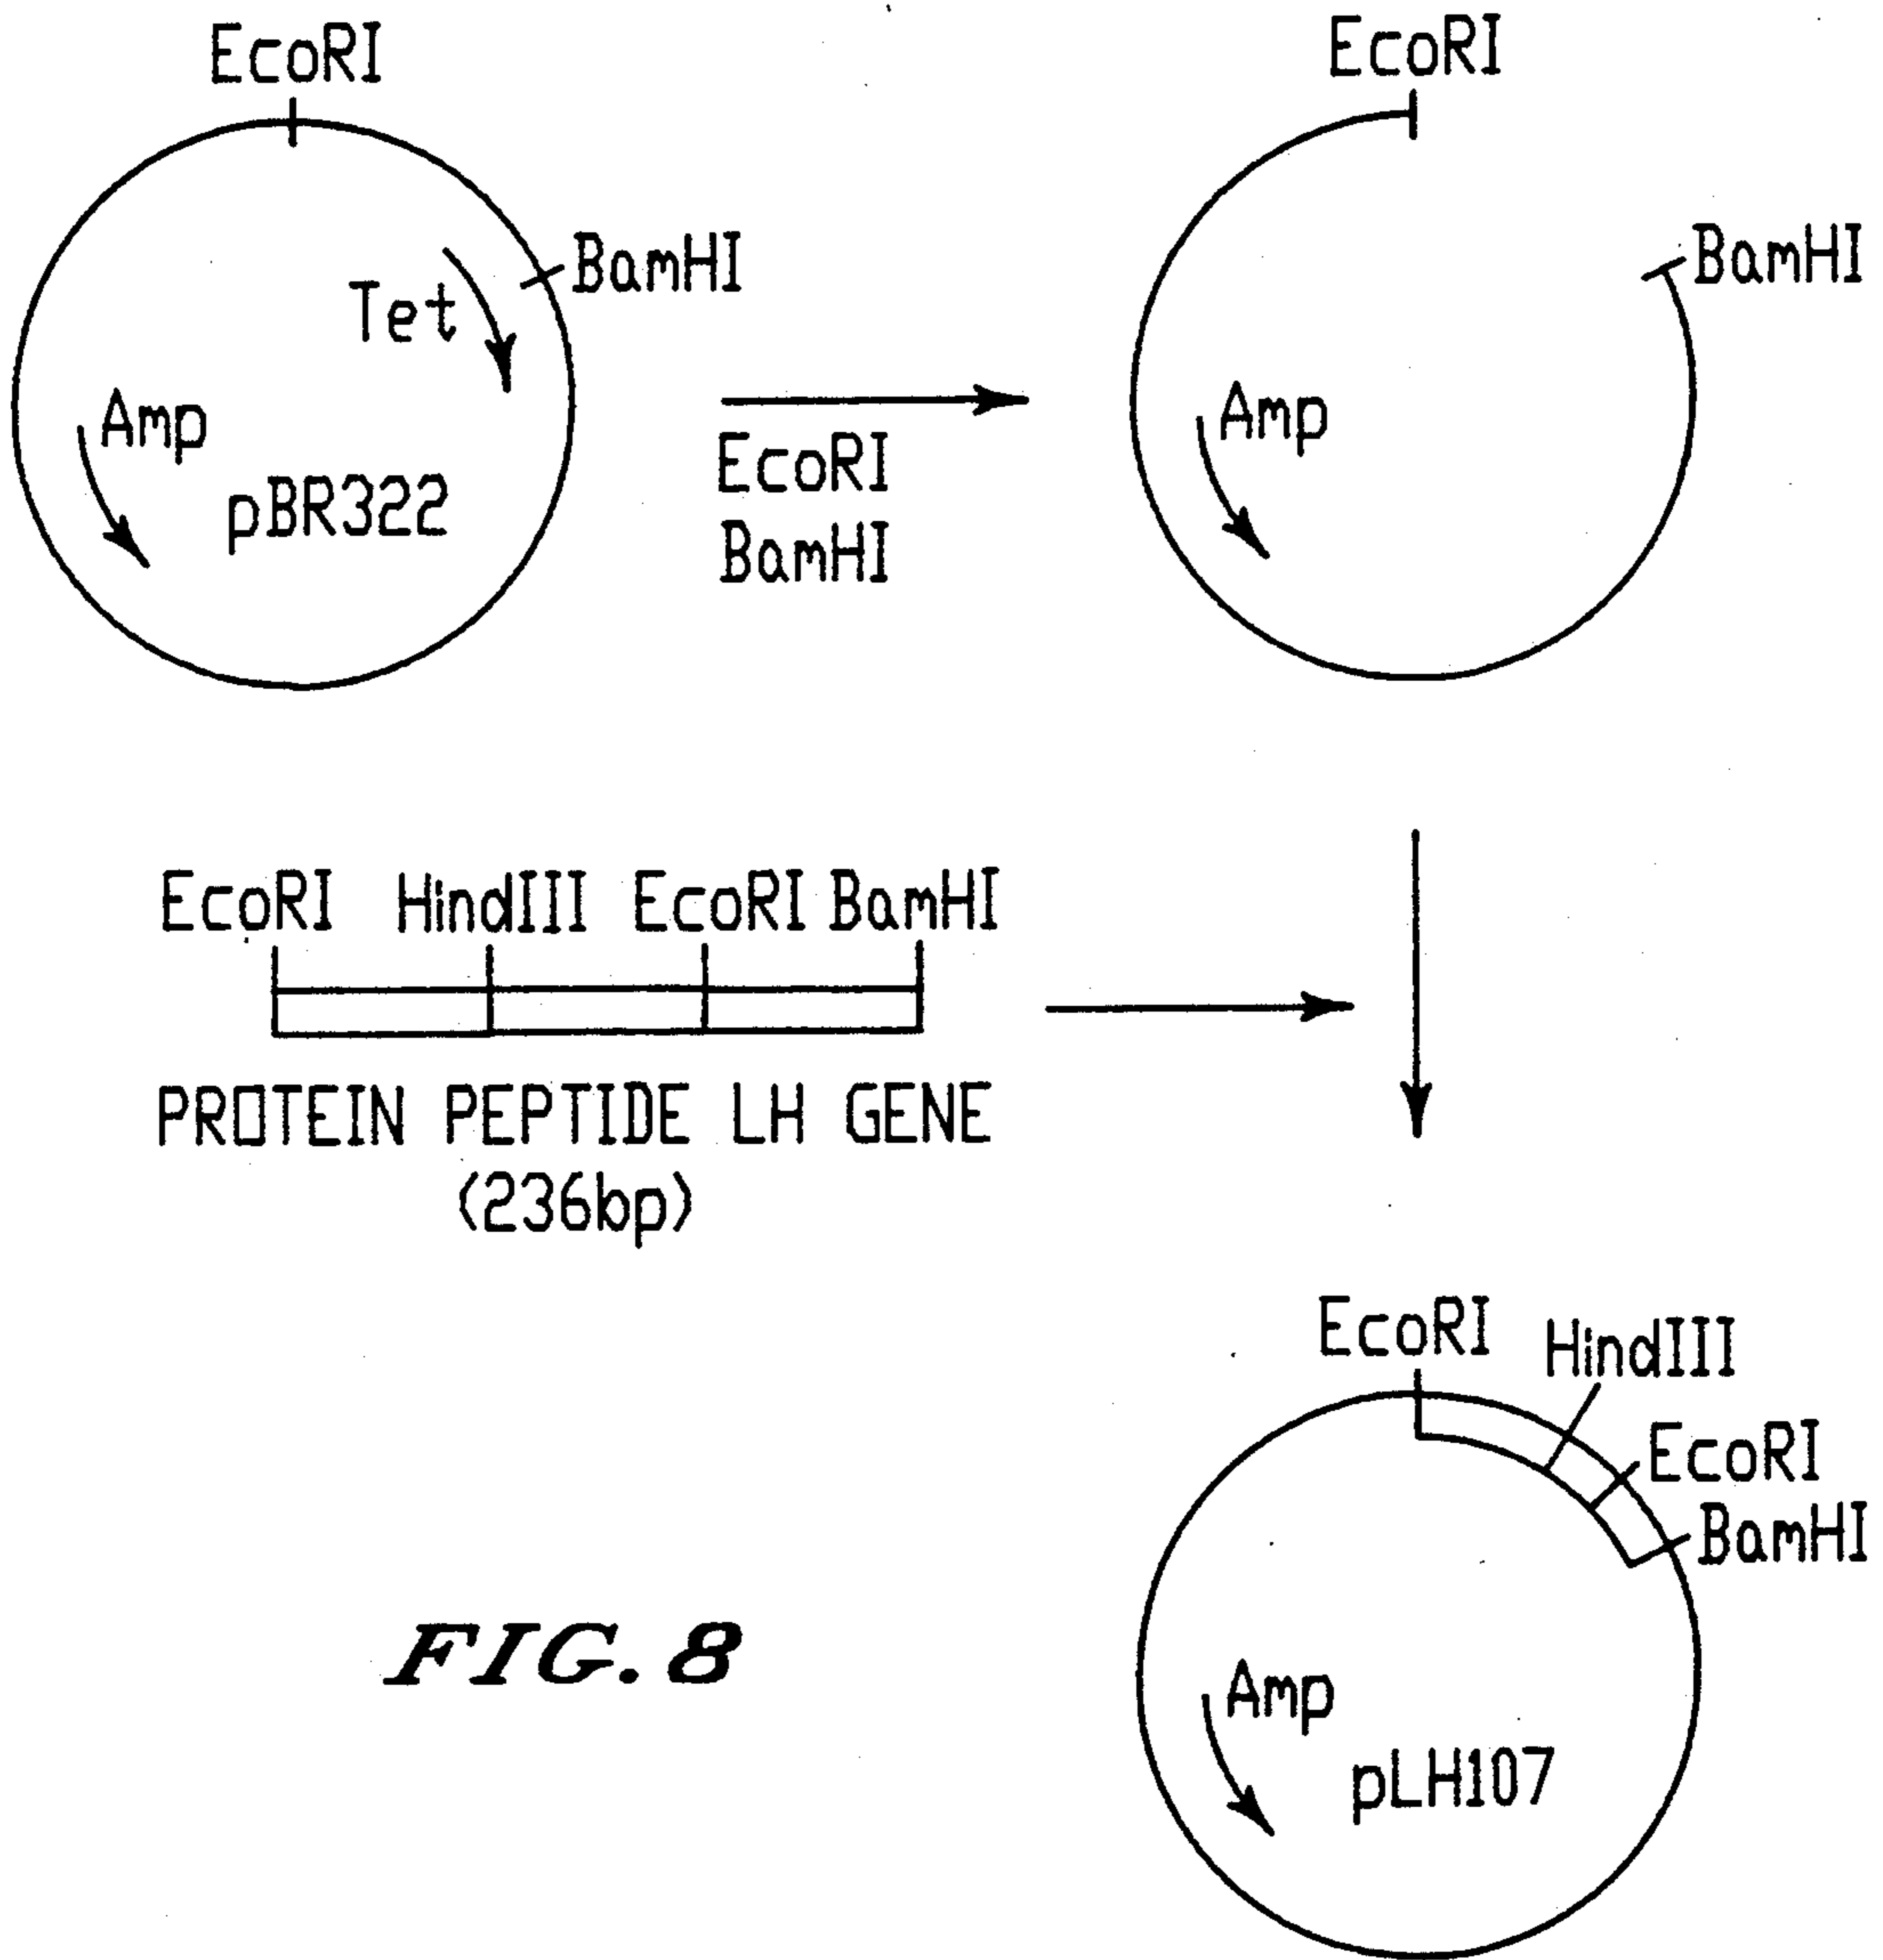 EcoRI
BamHI
Tet
Amp
pBR322
EcoRI
BamHI
EcoRI
BamHI
Amp
EcoRI HindIII EcoRI BamHI
PROTEIN PEPTIDE LH GENE
(236bp)
EcoRI
HindIII
EcoRI
BamHI
Amp
pLH107
FIG. 8